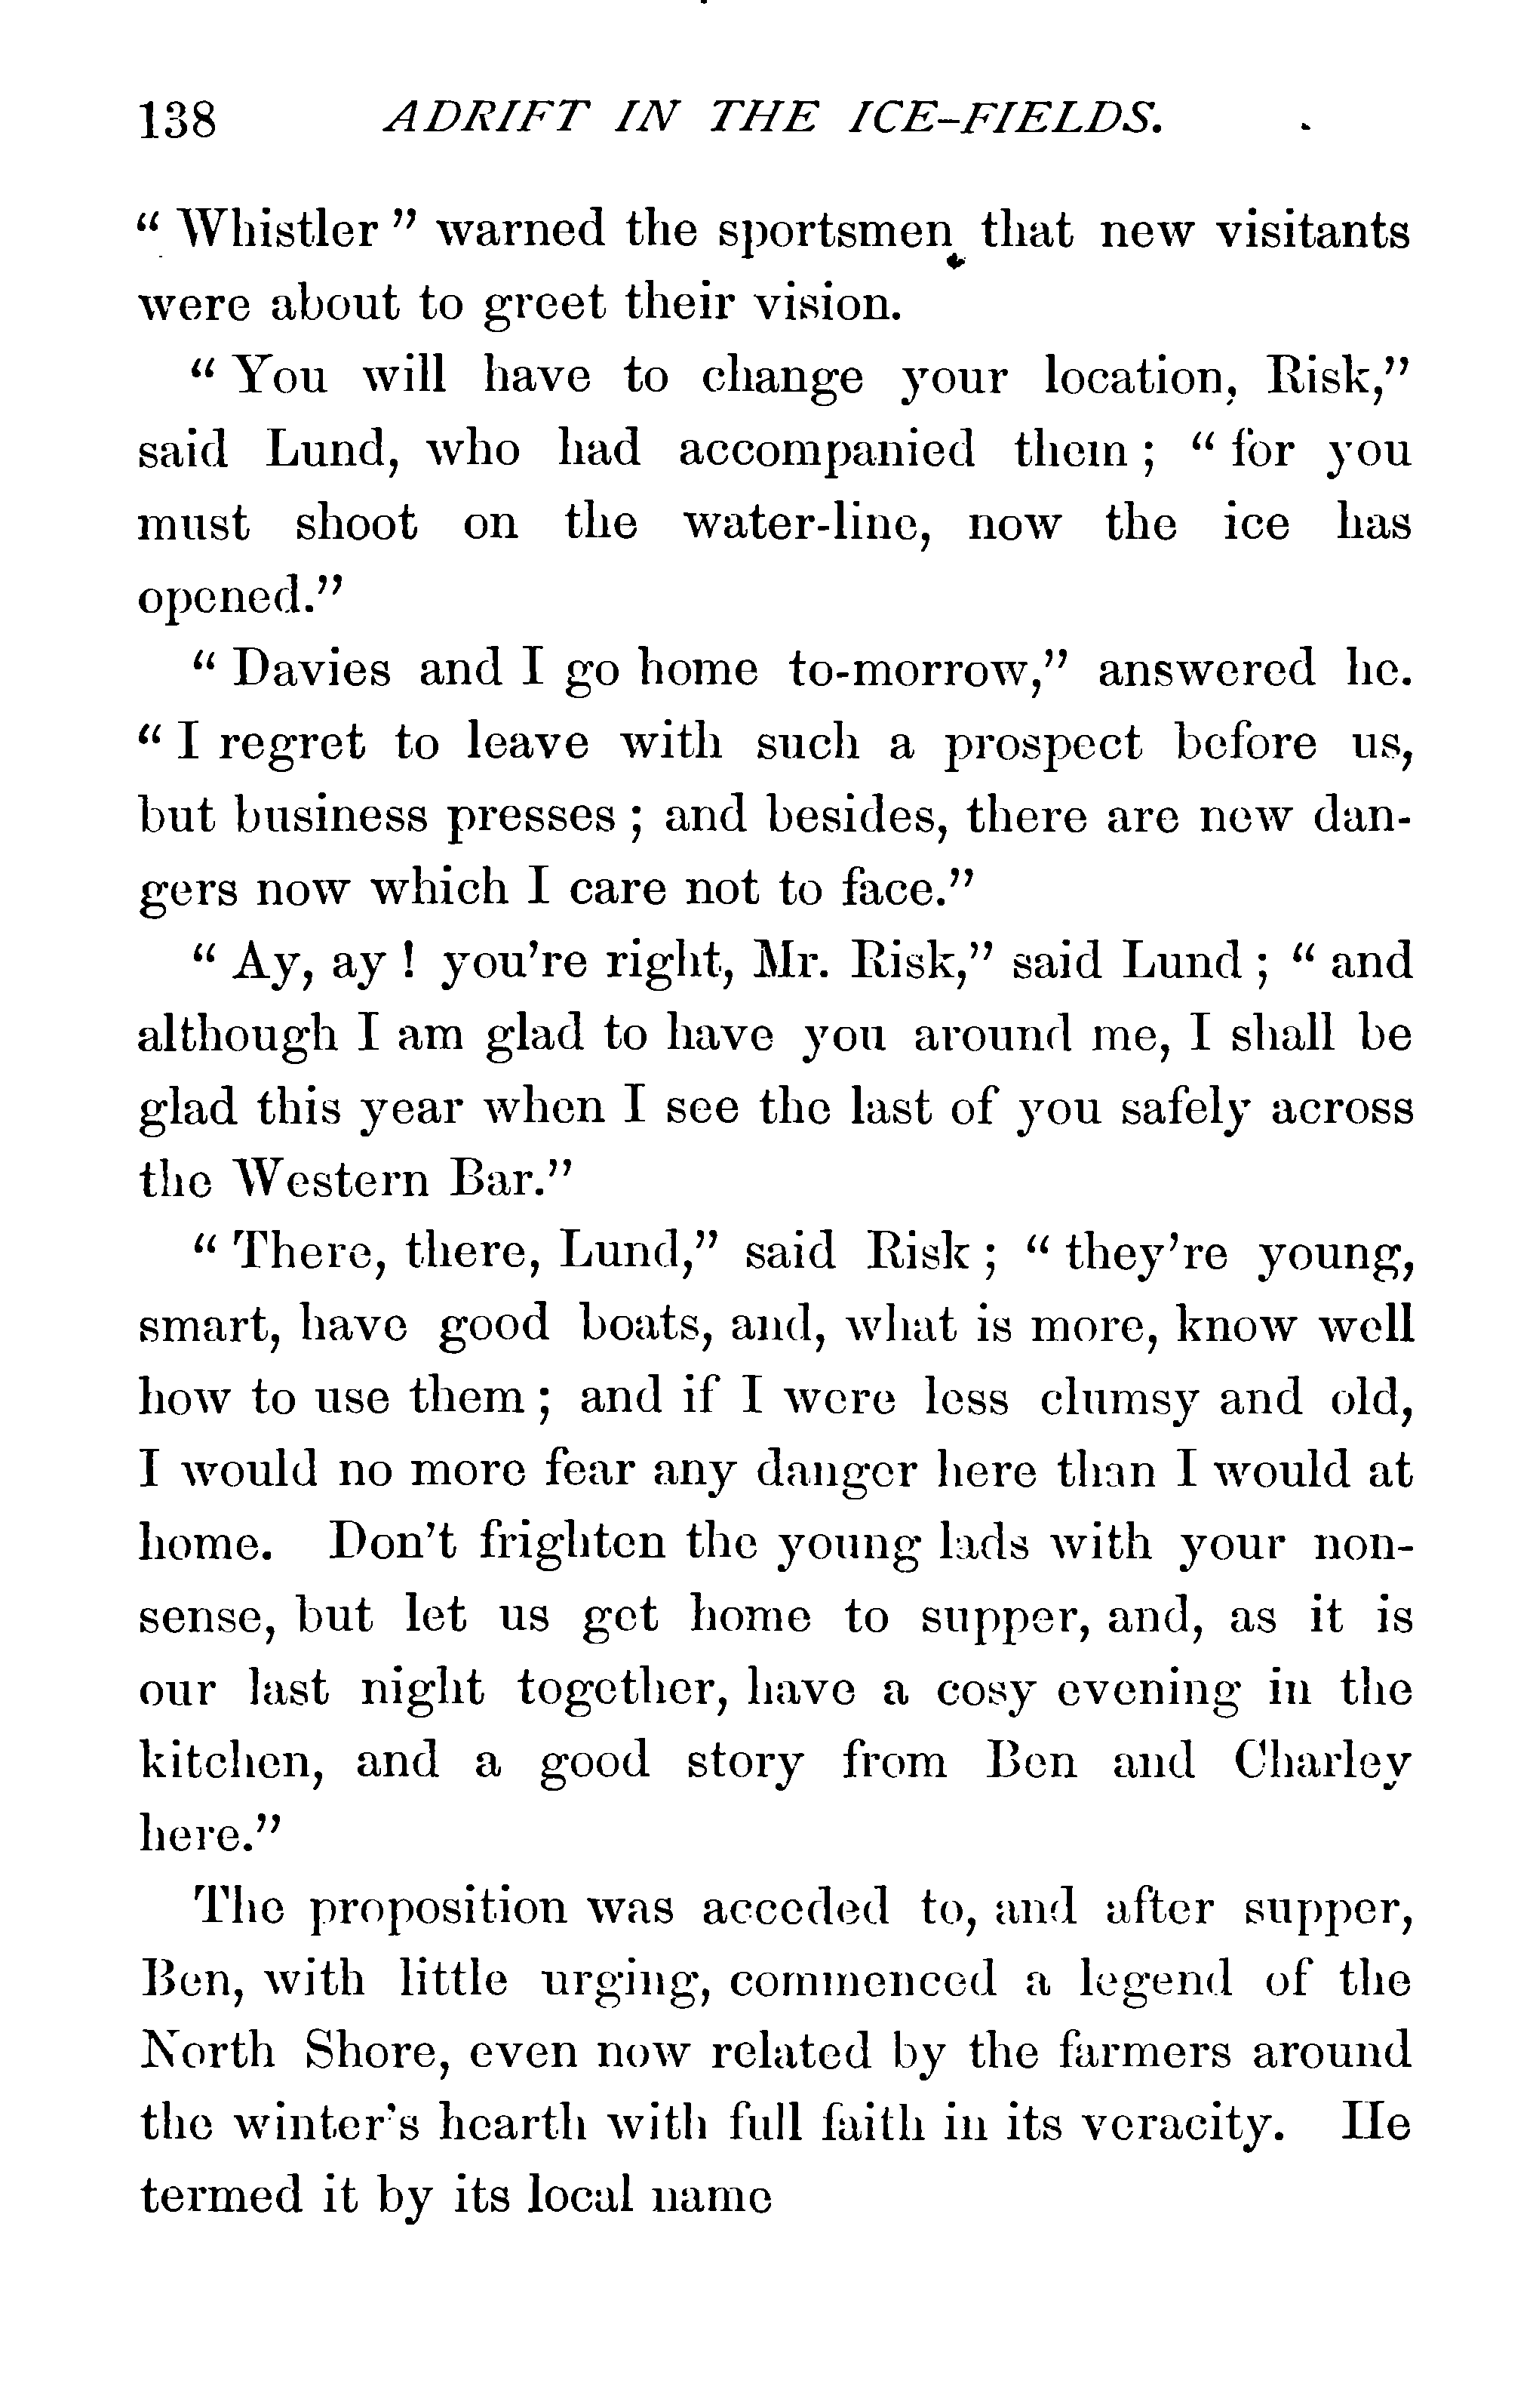 138 ADRIFT IN THE ICE-FIELDS.
“ Whistler ” warned the sportsmen that new visitants
were about to greet their vision.
“ You will have to change your location, Risk,”
said Lund, who had accompanied them ; “ for you
must shoot on the water-line, now the ice has
opened.”
“ Davies and I go home to-morrow,” answered he.
“ I regret to leave with such a prospect before us,
but business presses ; and besides, there are new dan-
gers now which I care not to face.”
“ Ay, ay ! you’re right, Mr. Risk,” said Lund ; “ and
although I am glad to have you around me, I shall be
glad this year when I see the last of you safely across
the Western Bar.”
“ There, there, Lund,” said Risk ; “ they’re young,
smart, have good boats, and, what is more, know well
how to use them ; and if I were less clumsy and old,
I would no more fear any danger here than I would at
home. Don’t frighten the young lads with your non-
sense, but let us get home to supper, and, as it is
our last night together, have a cosy evening in the
kitchen, and a good story from Ben and Charley
here.”
The proposition was acceded to, and after supper,
Ben, with little urging, commenced a legend of the
North Shore, even now related by the farmers around
the winter’s hearth with full faith in its veracity. He
termed it by its local name